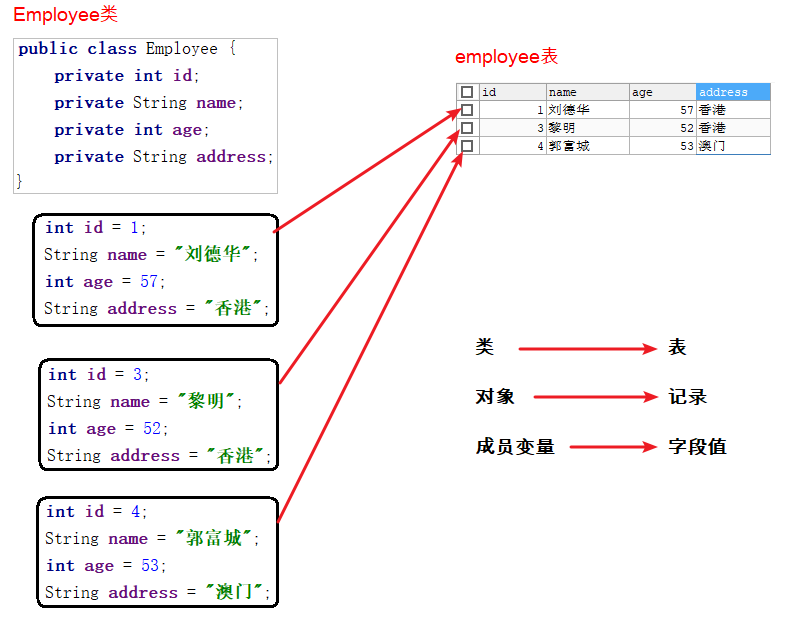 Employee类
public class Employee {
private int id;
private String name;
private int age;
private String address;
}
int id = 1;
String name = "刘德华";
int age = 57;
String address = "香港";
int id = 3;
String name = "黎明";
int age = 52;
String address = "香港";
int id = 4;
String name = "郭富城";
int age = 53;
String address = "澳门";
employee表
id name age address
1 刘德华 57 香港
3 黎明 52 香港
4 郭富城 53 澳门
类 表
对象 记录
成员变量 字段值